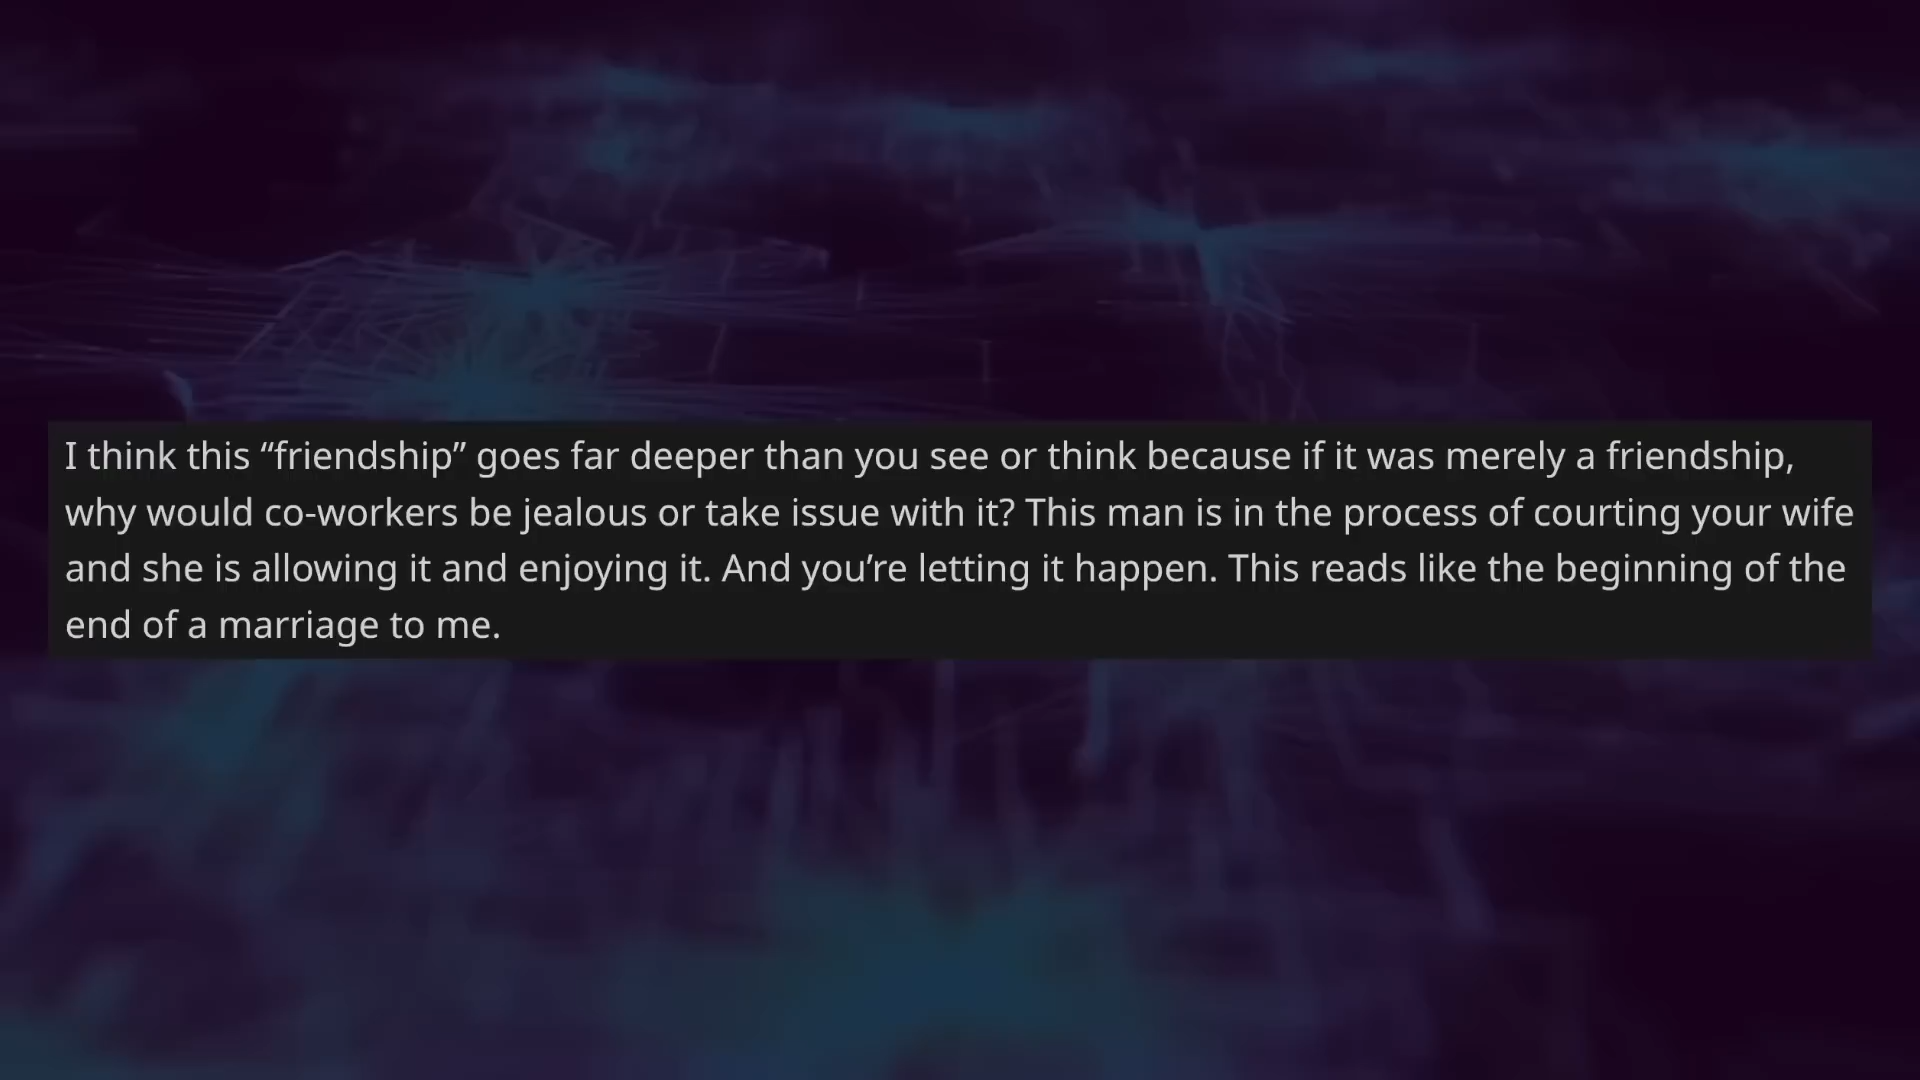 I think this “friendship” goes far deeper than you see or think because if it was merely a friendship,
why would co-workers be jealous or take issue with it? This man is in the process of courting your wife
and she is allowing it and enjoying it. And you’re letting it happen. This reads like the beginning of the
end of a marriage to me.